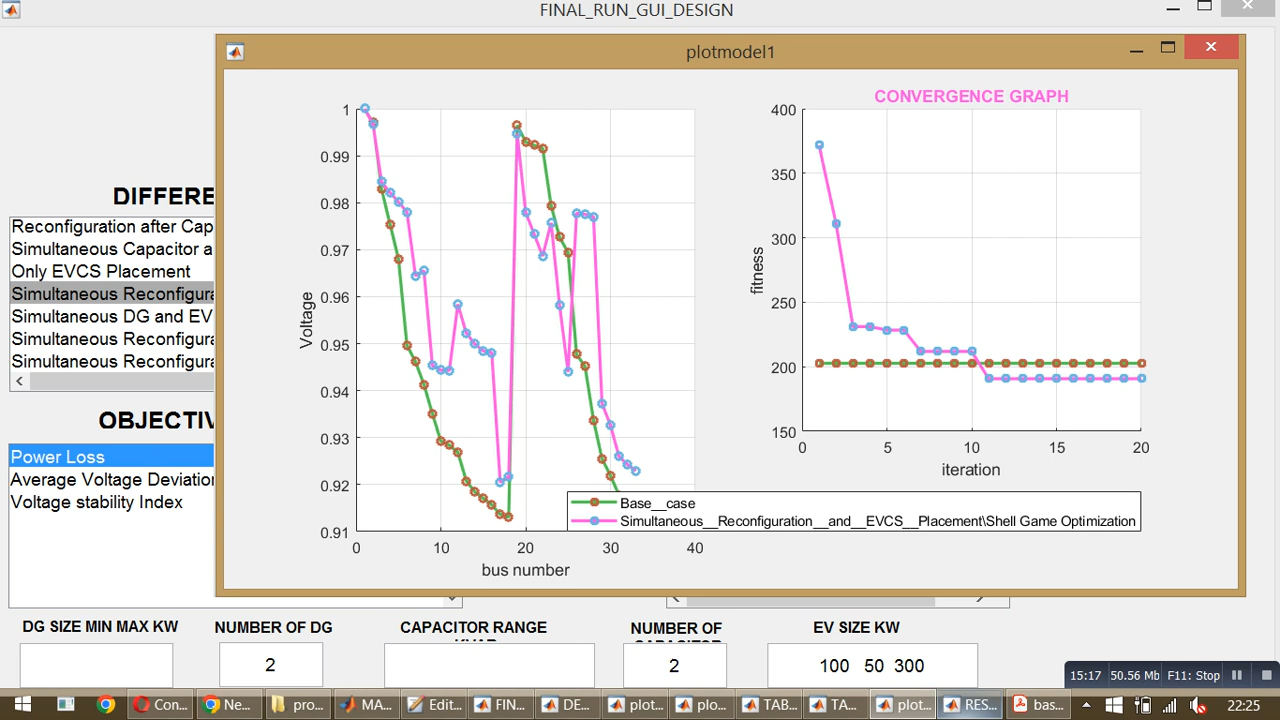 FINAL_RUN_GUI_DESIGN
plotmodel1
DIFFERE
Reconfiguration after Cap
Simultaneous Capacitor a
Only EVCS Placement
Simultaneous Reconfigura
Simultaneous DG and EV
Simultaneous Reconfigura
Simultaneous Reconfigura
OBJECTIV
Power Loss
Average Voltage Deviation
Voltage stability Index
1
0.99
0.98
0.97
0.96
0.95
0.94
0.93
0.92
0.91
Voltage
0 10 20 30 40
bus number
CONVERGENCE GRAPH
400
350
300
250
200
150
fitness
0 5 10 15 20
iteration
Base__case
Simultaneous__Reconfiguration__and__EVCS__Placement\Shell Game Optimization
DG SIZE MIN MAX KW
NUMBER OF DG
2
CAPACITOR RANGE
NUMBER OF
2
EV SIZE KW
100 50 300
15:17 50.56 Mb F11: Stop
Con... Ne... pro... MA... Edit... FIN... DE... plot... plo... TAB... TA... plot... RES... bas... 22:25